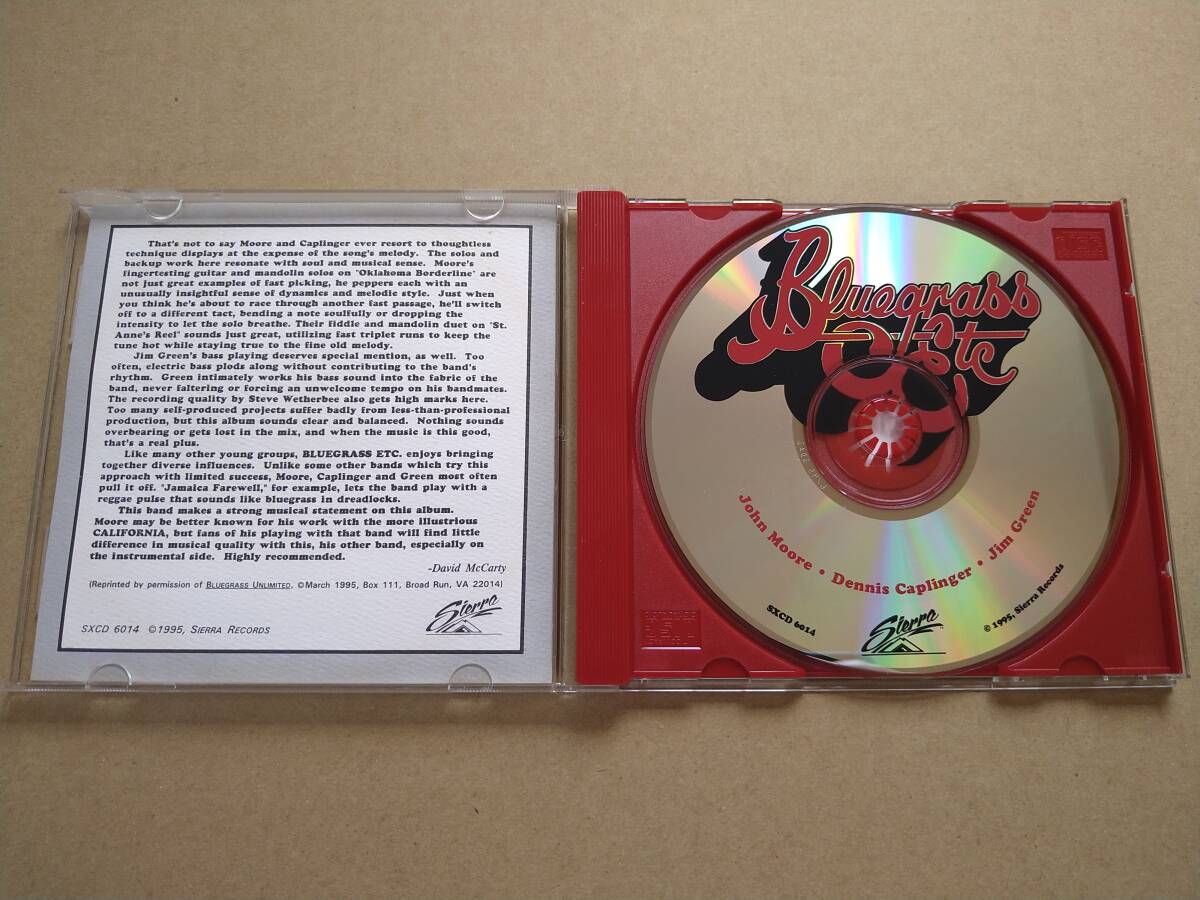 That's not to say Moore and Caplinger ever resort to thoughtless
technique displays at the expense of the song's melody. The solos and
backup work here resonate with soul and musical sense. Moore's
fingertesting guitar and mandolin solos on "Oklahoma Borderline" are
not just great examples of fast picking, he peppers each with an
unusually insightful sense of dynamics and melodic style. Just when
you think he's about to race through another fast passage, he'll switch
off to a different tact, bending a note soulfully or dropping the
intensity to let the solo breathe. Their fiddle and mandolin duet on "St.
Anne's Reel" sounds just great, utilizing fast triplet runs to keep the
tune hot while staying true to the fine old melody.
Jim Green's bass playing deserves special mention, as well. Too
often, electric bass plods along without contributing to the band's
rhythm. Green intimately works his bass sound into the fabric of the
band, never faltering or forcing an unwelcome tempo on his bandmates.
The recording quality by Steve Wetherbee also gets high marks here.
Too many self-produced projects suffer badly from less-than-professional
production, but this album sounds clear and balanced. Nothing sounds
overbearing or gets lost in the mix, and when the music is this good,
that's a real plus.
Like many other young groups, BLUEGRASS ETC. enjoys bringing
together diverse influences. Unlike some other bands which try this
approach with limited success, Moore, Caplinger and Green most often
pull it off. "Jamaica Farewell," for example, lets the band play with a
reggae pulse that sounds like bluegrass in dreadlocks.
This band makes a strong musical statement on this album.
Moore may be better known for his work with the more illustrious
CALIFORNIA, but fans of his playing with that band will find little
difference in musical quality with this, his other band, especially on
the instrumental side. Highly recommended.
-David McCarty
(Reprinted by permission of BLUEGRASS UNLIMITED, ©March 1995, Box 111, Broad Run, VA 22014)
SXCD 6014 ©1995, SIERRA RECORDS
Sierra
Bluegrass
Etc
John Moore • Dennis Caplinger • Jim Green
SXCD 6014
Sierra
© 1995, Sierra Records